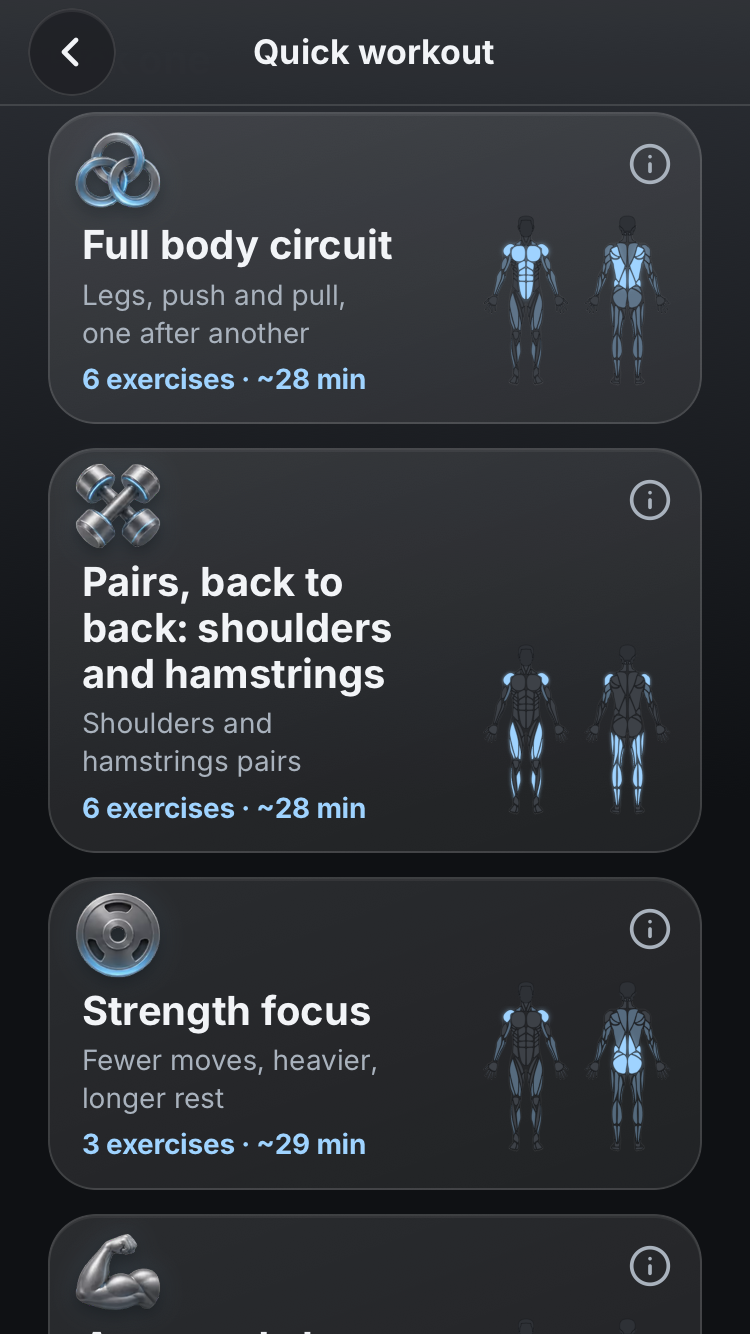 Quick workout
Full body circuit
Legs, push and pull,
one after another
6 exercises · ~28 min
Pairs, back to
back: shoulders
and hamstrings
Shoulders and
hamstrings pairs
6 exercises · ~28 min
Strength focus
Fewer moves, heavier,
longer rest
3 exercises · ~29 min